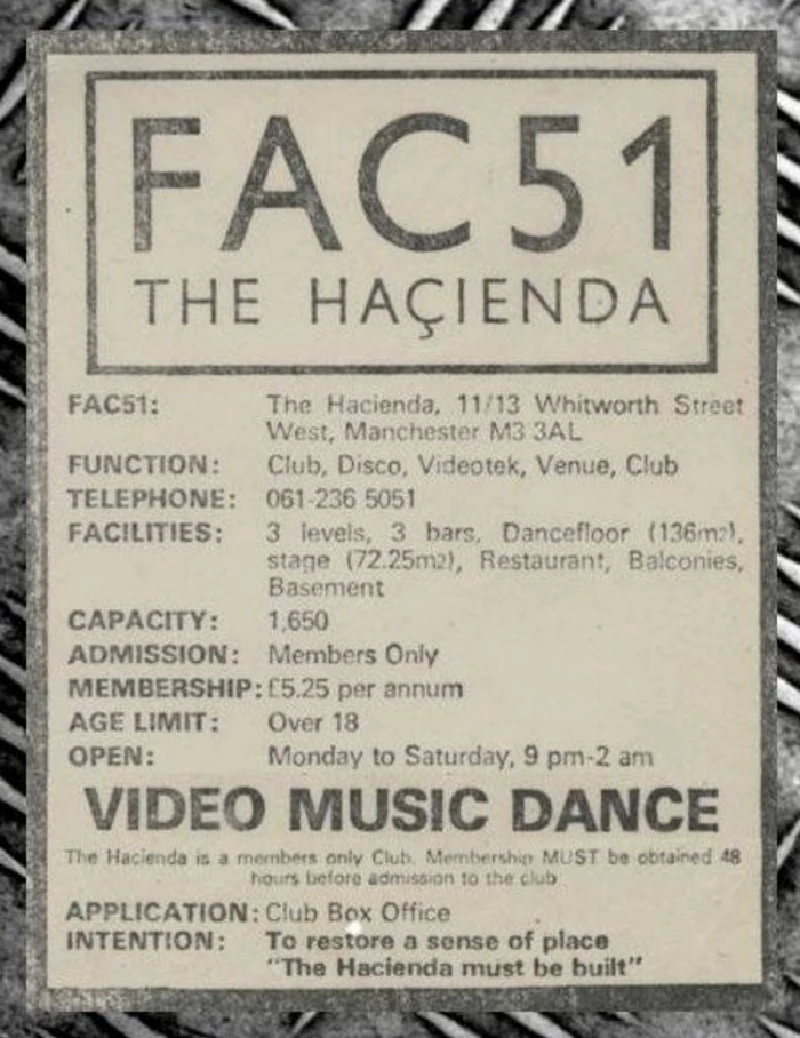 FAC 51
THE HAÇIENDA
FAC51: The Hacienda, 11/13 Whitworth Street
West, Manchester M3 3AL
FUNCTION: Club, Disco, Videotek, Venue, Club
TELEPHONE: 061-236 5051
FACILITIES: 3 levels, 3 bars, Dancefloor (136m2),
stage (72.25m2), Restaurant, Balconies,
Basement
CAPACITY: 1,650
ADMISSION: Members Only
MEMBERSHIP: £5.25 per annum
AGE LIMIT: Over 18
OPEN: Monday to Saturday, 9 pm-2 am
VIDEO MUSIC DANCE
The Hacienda is a members only Club. Membership MUST be obtained 48
hours before admission to the club
APPLICATION: Club Box Office
INTENTION: To restore a sense of place
"The Hacienda must be built"